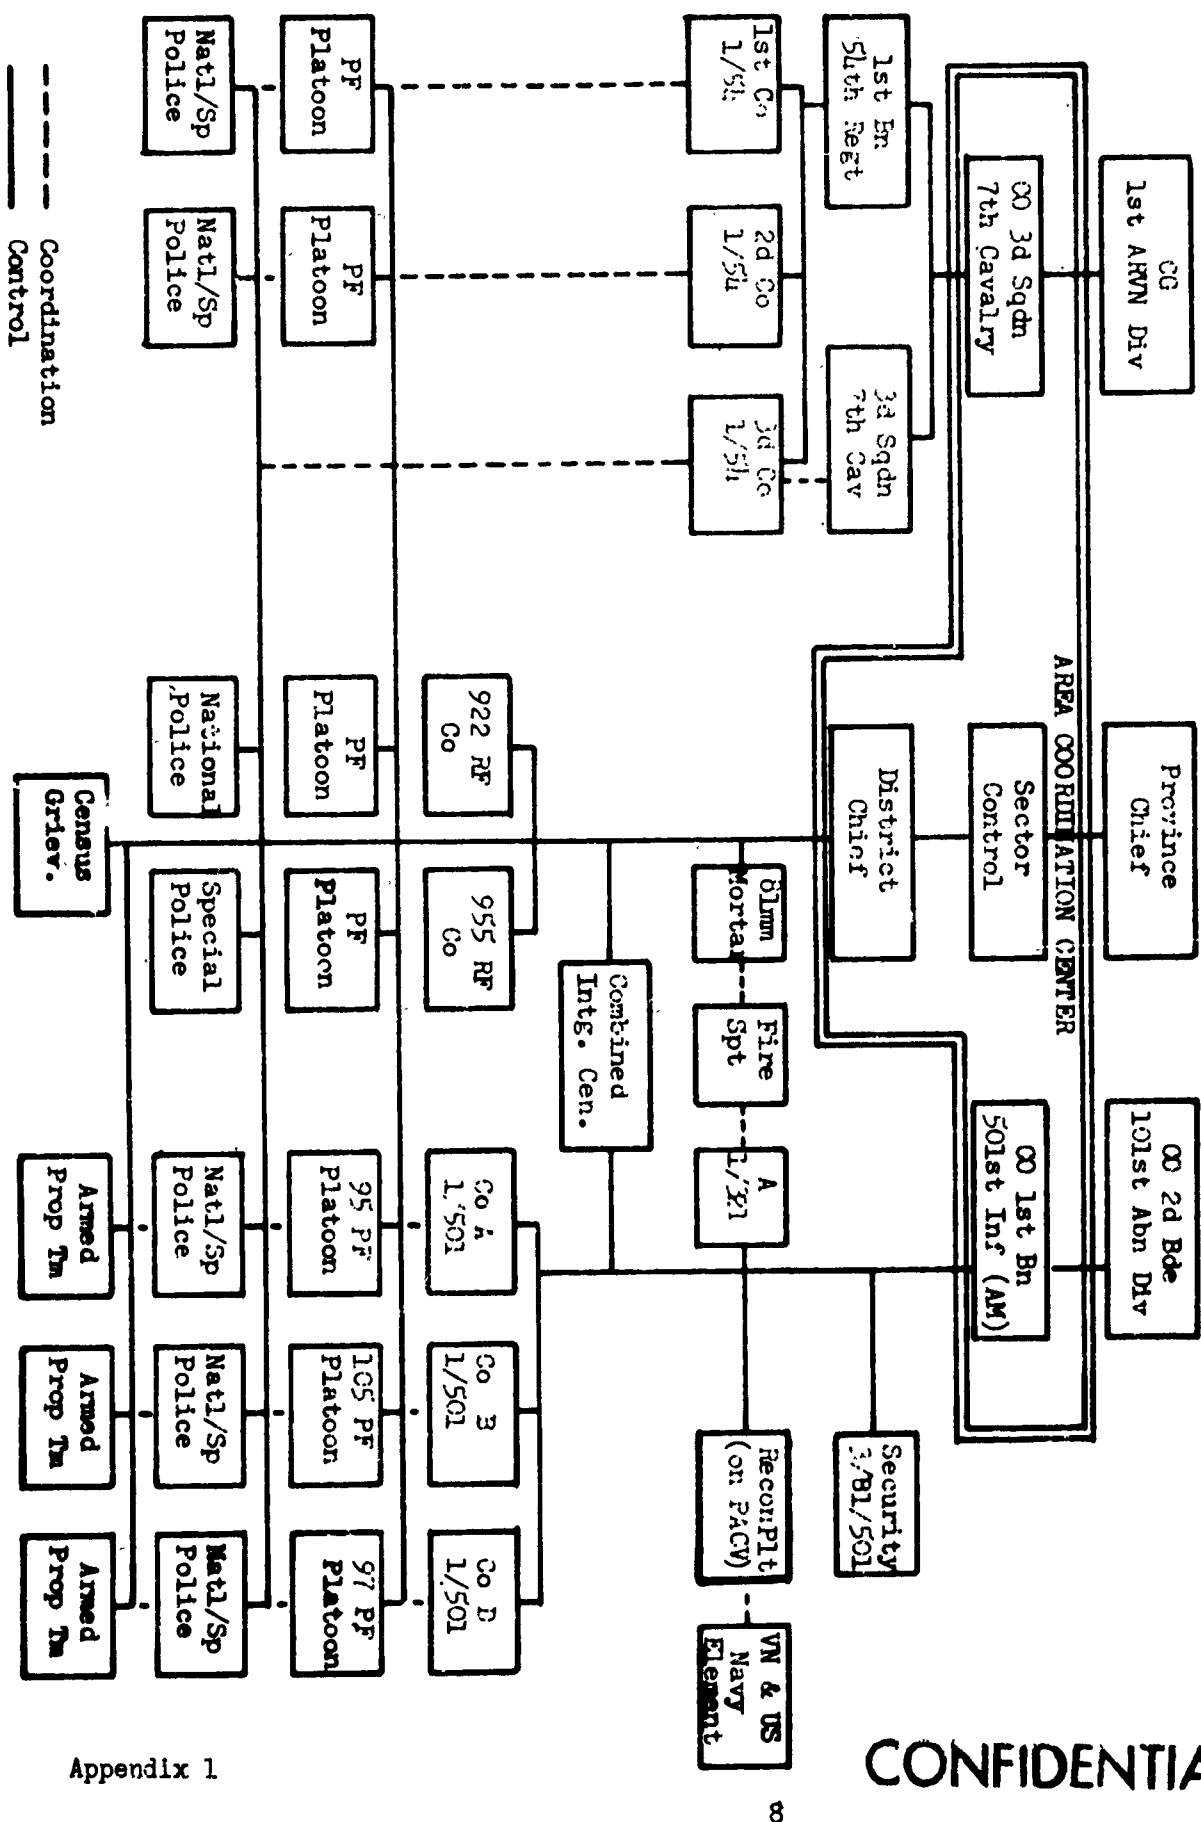 CONFIDENTIA
CG
1st ARVN Div
Province
Chief
CO 2d Bde
101st Abn Div
AREA COORDINATION CENTER
CO 3d Sqdn
7th Cavalry
Sector
Control
CO 1st Bn
501st Inf (AM)
1st Bn
54th Regt
3d Sqdn
7th Cav
District
Chief
Security
3/B1/501
1st Co
1/54
2d Co
1/54
3d Co
1/54
81mm
Mortar
Fire
Spt
A
Recon Plt
(on PACV)
VN & US
Navy
Element
Combined
Intg. Cen.
922 RF
Co
955 RF
Co
Co A
1/501
Co B
1/501
Co D
1/501
PF
Platoon
PF
Platoon
PF
Platoon
PF
Platoon
95 PF
Platoon
105 PF
Platoon
97 PF
Platoon
Natl/Sp
Police
Natl/Sp
Police
National
Police
Special
Police
Natl/Sp
Police
Natl/Sp
Police
Natl/Sp
Police
Census
Griev.
Armed
Prop Tm
Armed
Prop Tm
Armed
Prop Tm
Coordination
Control
Appendix 1
8